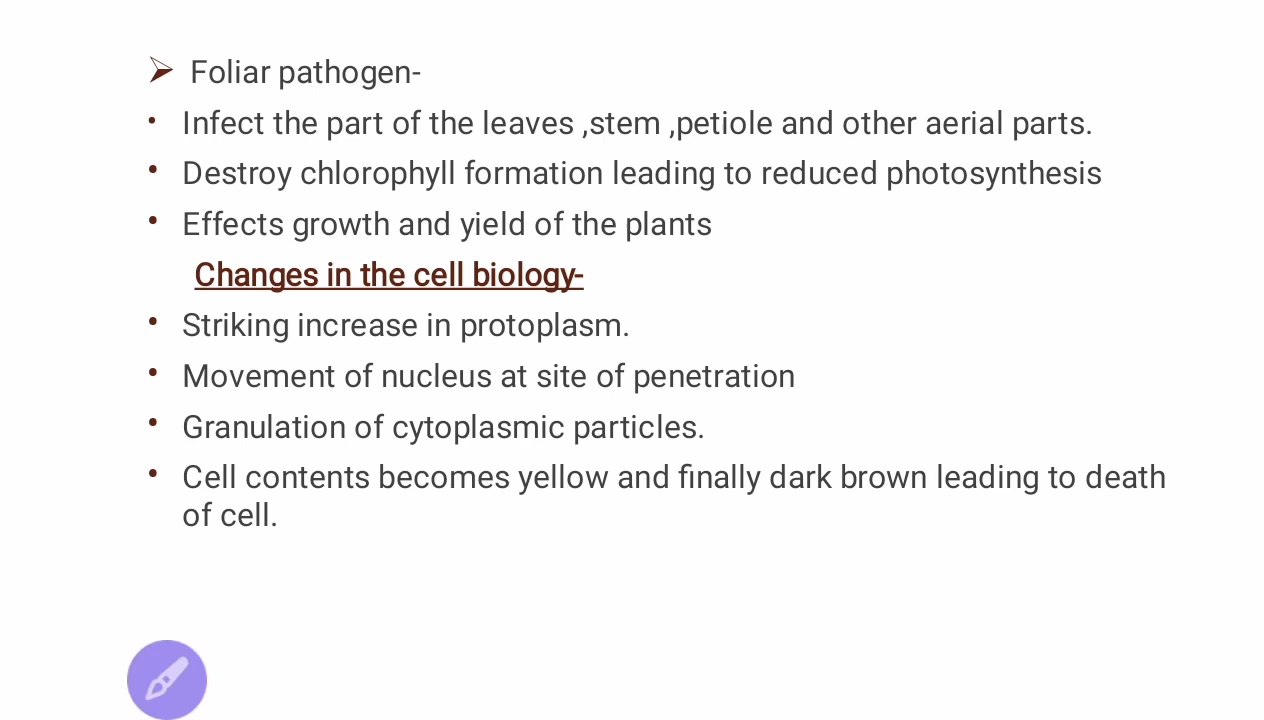 ➢ Foliar pathogen-
• Infect the part of the leaves ,stem ,petiole and other aerial parts.
• Destroy chlorophyll formation leading to reduced photosynthesis
• Effects growth and yield of the plants
Changes in the cell biology-
• Striking increase in protoplasm.
• Movement of nucleus at site of penetration
• Granulation of cytoplasmic particles.
• Cell contents becomes yellow and finally dark brown leading to death
of cell.